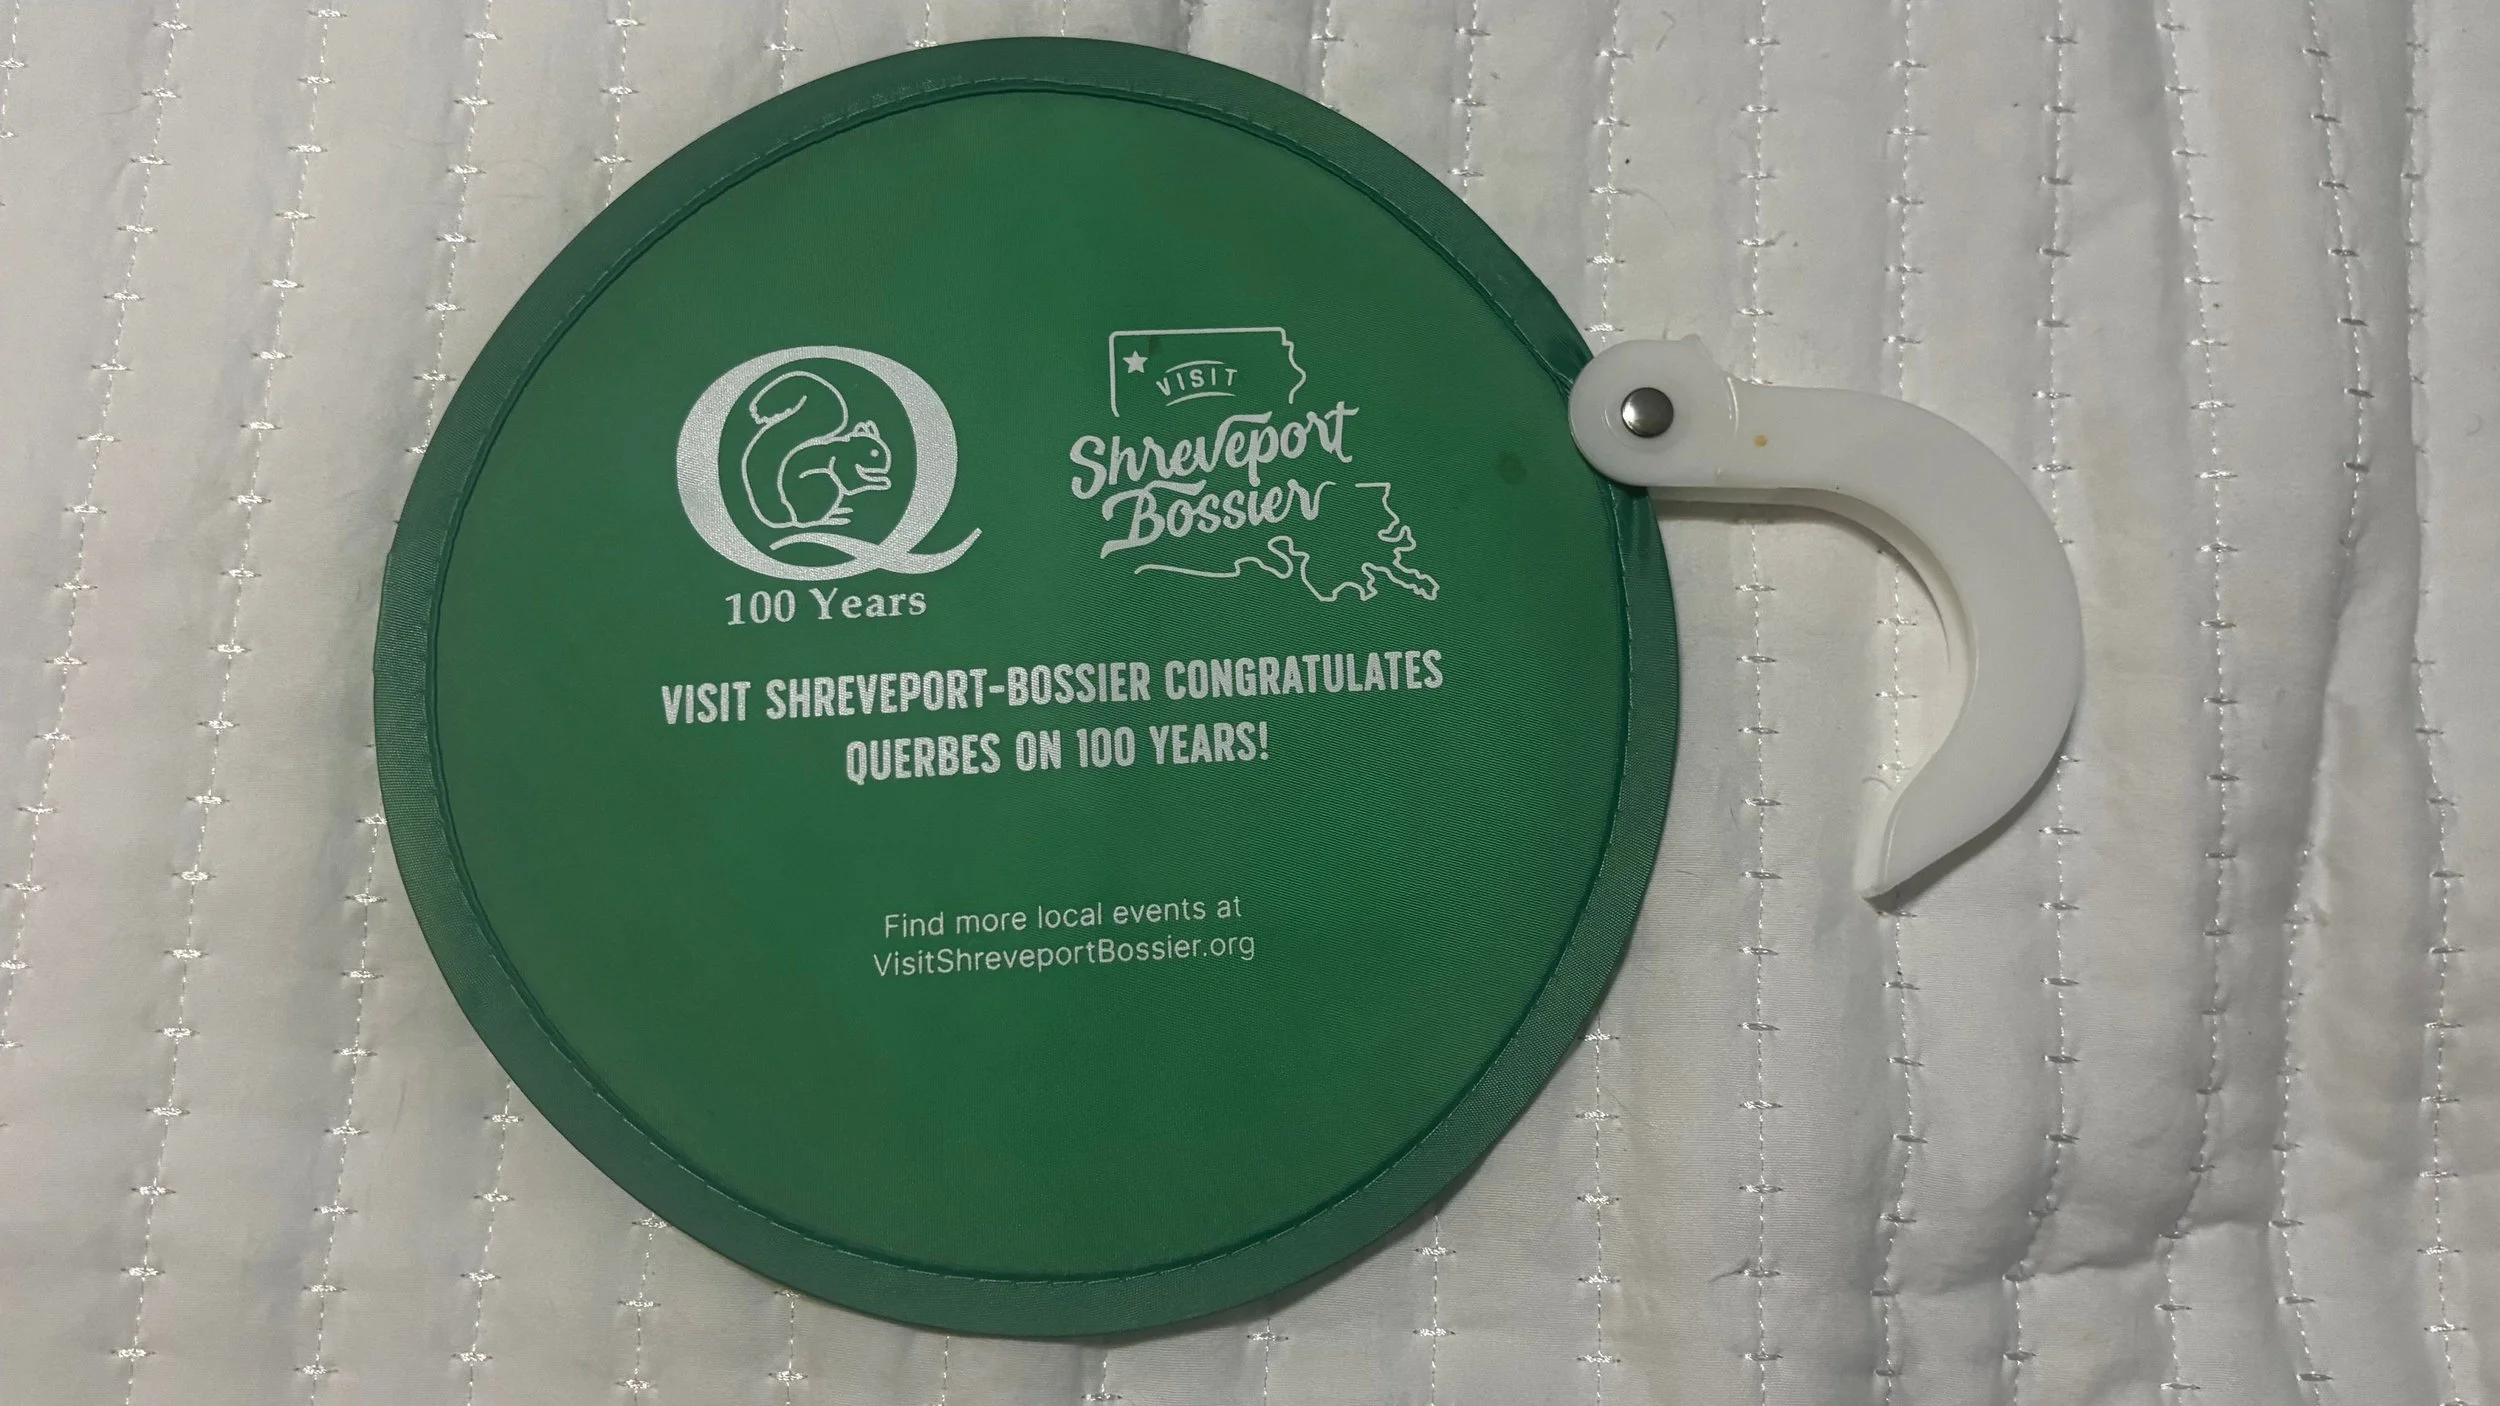 Q
100 Years
VISIT
Shreveport
Bossier
VISIT SHREVEPORT-BOSSIER CONGRATULATES
QUERBES ON 100 YEARS!
Find more local events at
VisitShreveportBossier.org